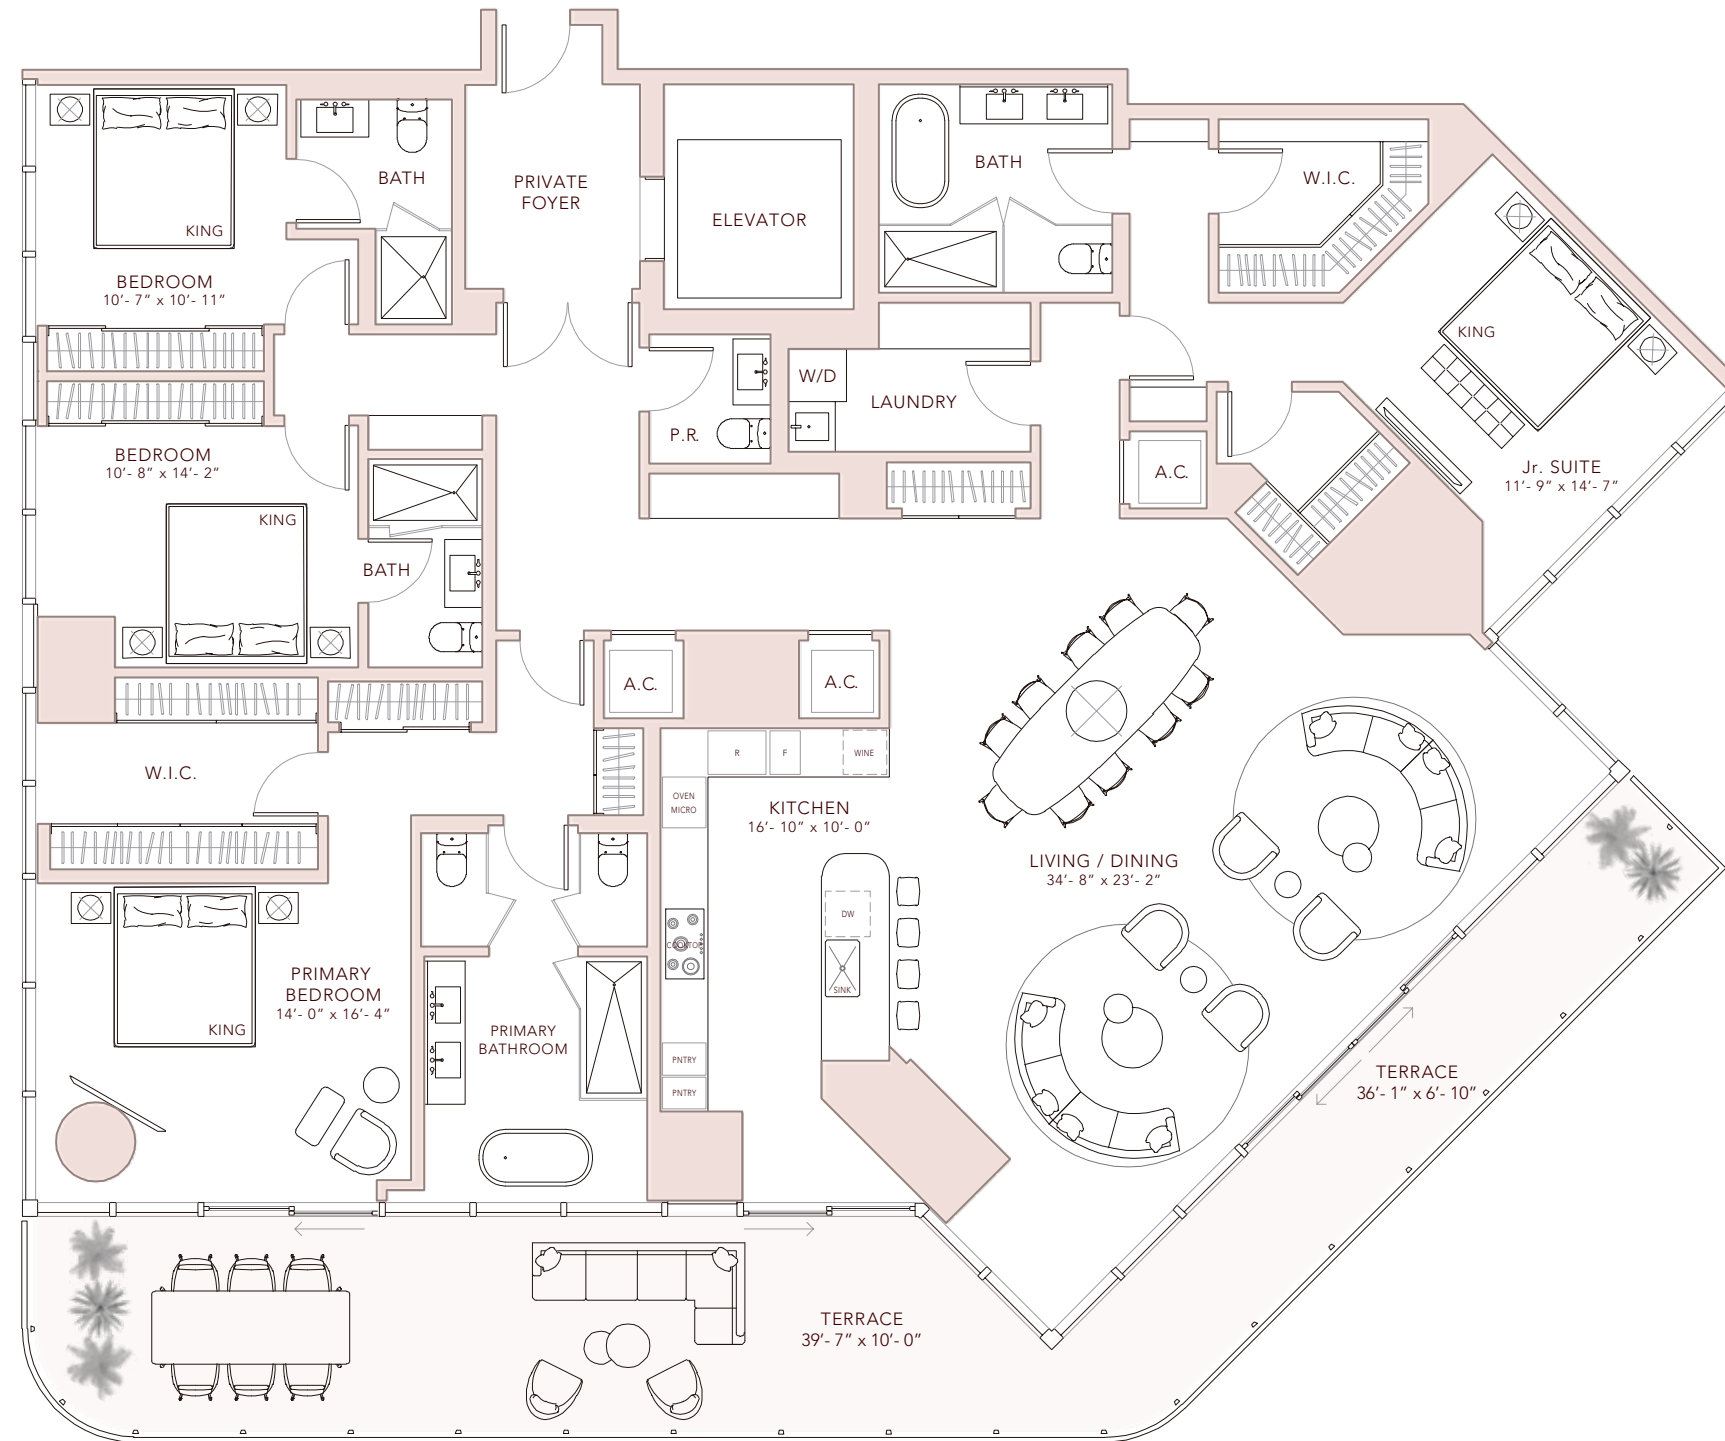 BATH
KING
BEDROOM
10'- 7" x 10'- 11"
PRIVATE
FOYER
ELEVATOR
BATH
W.I.C.
KING
Jr. SUITE
11'- 9" x 14'- 7"
W/D
LAUNDRY
P.R.
A.C.
BEDROOM
10'- 8" x 14'- 2"
KING
BATH
A.C.
A.C.
W.I.C.
R
F
WINE
OVEN
MICRO
KITCHEN
16'- 10" x 10'- 0"
LIVING / DINING
34'- 8" x 23'- 2"
DW
COOKTOP
SINK
PRIMARY
BEDROOM
14'- 0" x 16'- 4"
KING
PRIMARY
BATHROOM
PNTRY
PNTRY
TERRACE
36'- 1" x 6'- 10"
TERRACE
39'- 7" x 10'- 0"